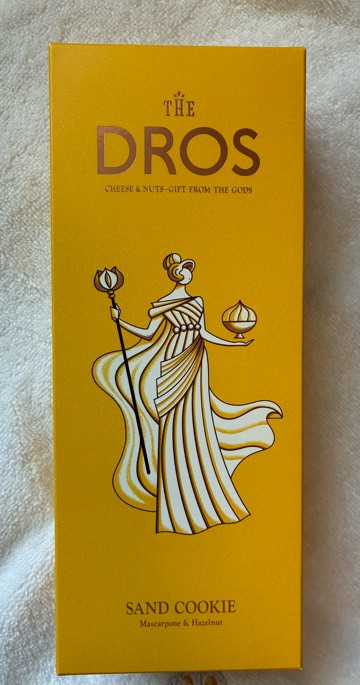 THE
DROS
CHEESE & NUTS-GIFT FROM THE GODS
SAND COOKIE
Mascarpone & Hazelnut